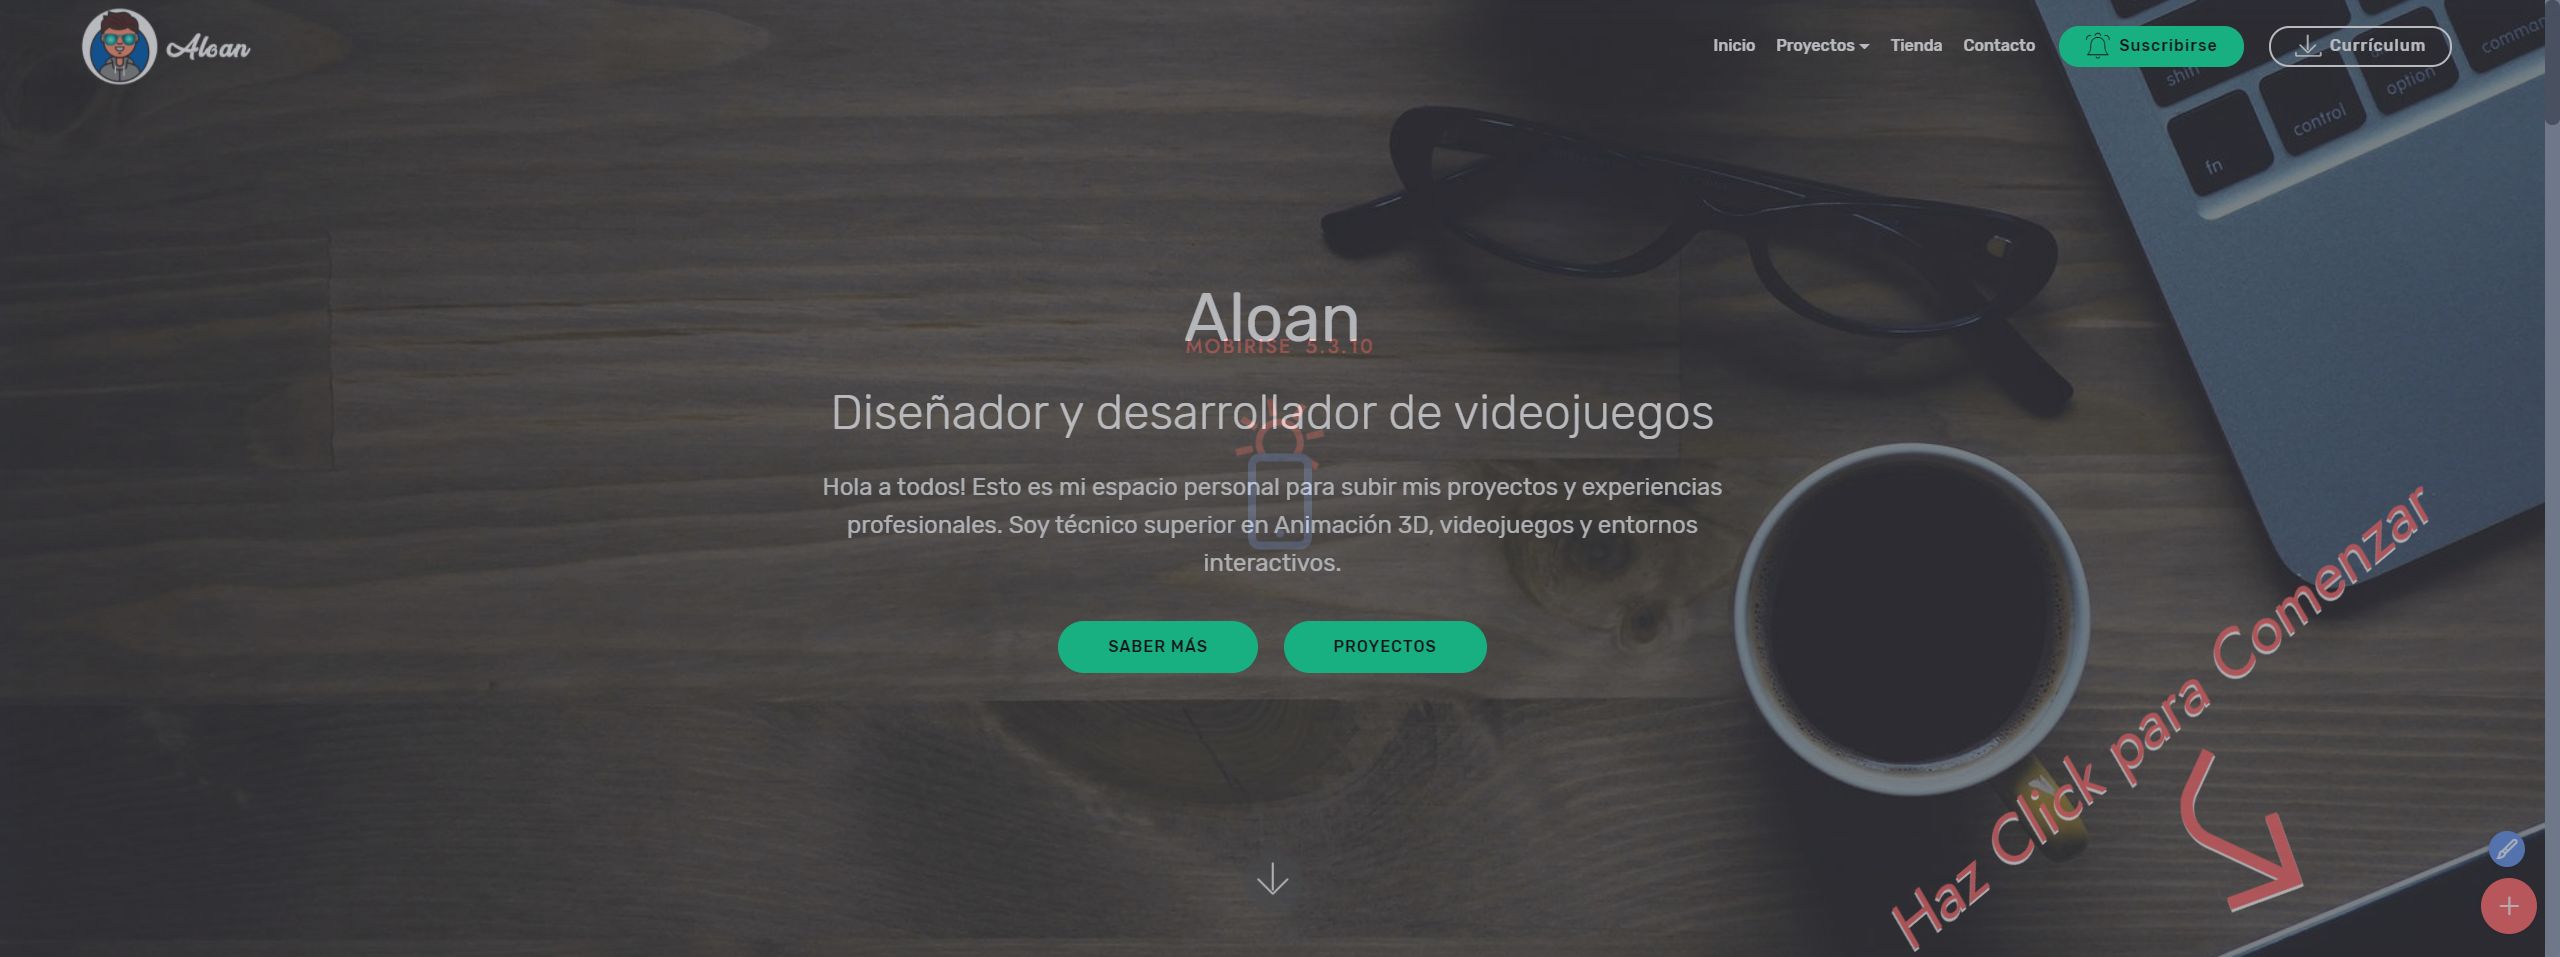 Aloan
Inicio Proyectos Tienda Contacto Suscribirse Currículum
command
shift
option
control
fn
Aloan
MOBIRISE 5.3.10
Diseñador y desarrollador de videojuegos
Hola a todos! Esto es mi espacio personal para subir mis proyectos y experiencias
profesionales. Soy técnico superior en Animación 3D, videojuegos y entornos
interactivos.
SABER MÁS PROYECTOS
Haz Click para Comenzar